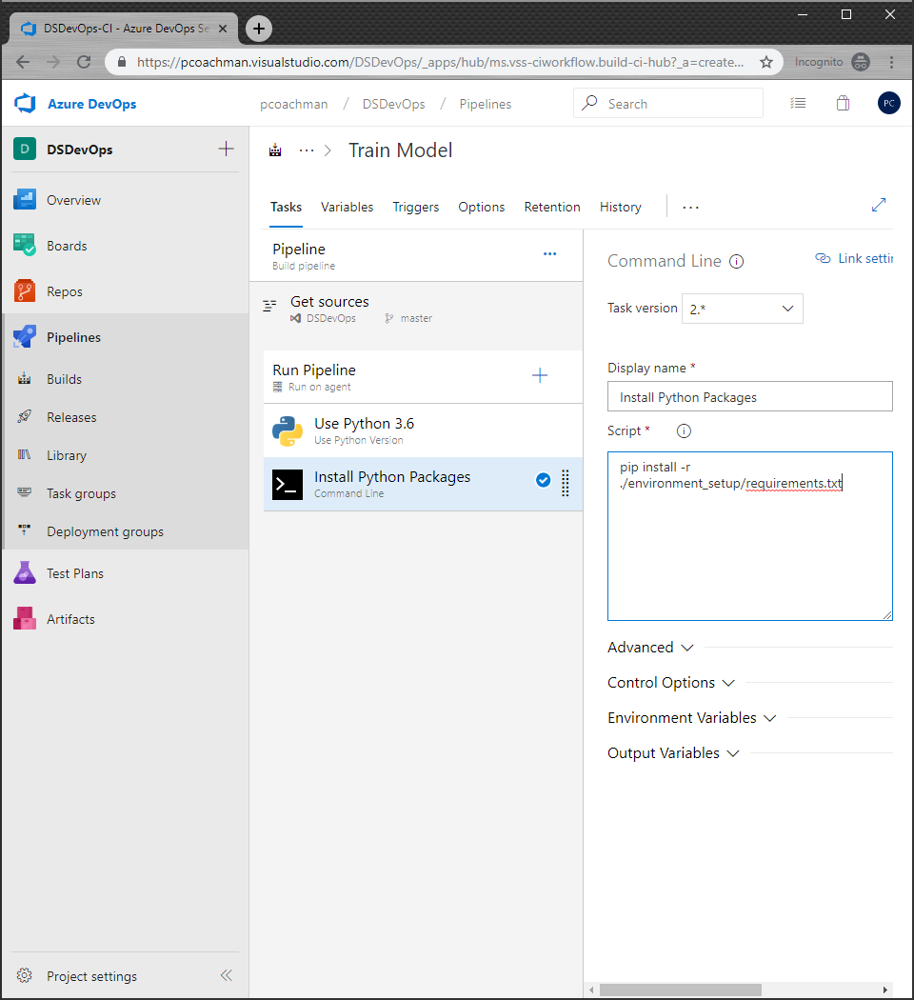 DSDevOps-CI - Azure DevOps Se
https://pcoachman.visualstudio.com/DSDevOps/_apps/hub/ms.vss-ciworkflow.build-ci-hub?_a=create...
Incognito
Azure DevOps
pcoachman / DSDevOps / Pipelines
Search
PC
D DSDevOps
Overview
Boards
Repos
Pipelines
Builds
Releases
Library
Task groups
Deployment groups
Test Plans
Artifacts
Project settings
... > Train Model
Tasks Variables Triggers Options Retention History ...
Pipeline
Build pipeline
Get sources
DSDevOps master
Run Pipeline
Run on agent
Use Python 3.6
Use Python Version
Install Python Packages
Command Line
Command Line
Link settin
Task version 2.*
Display name *
Install Python Packages
Script *
pip install -r
./environment_setup/requirements.txt
Advanced
Control Options
Environment Variables
Output Variables